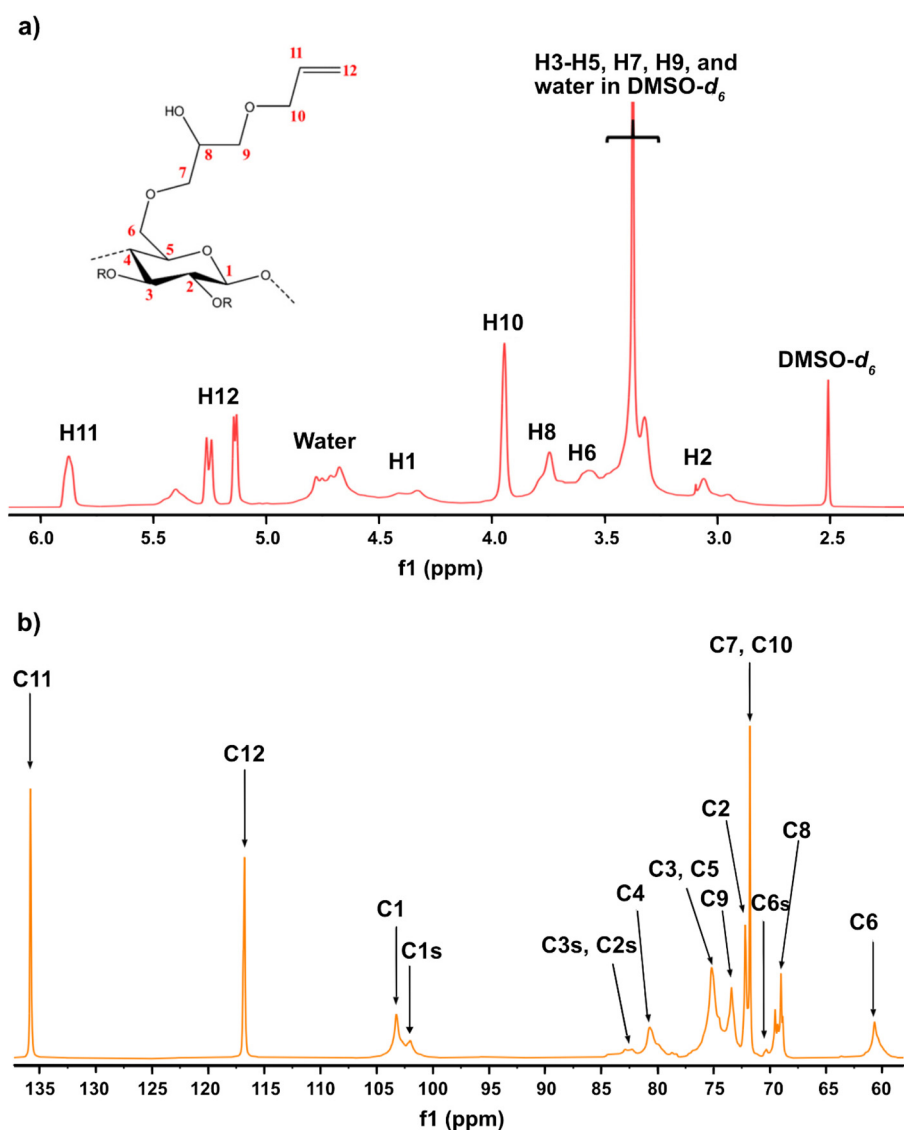 a)
11
12
HO
O
10
8
9
7
O
6
5
O
4
1
O
RO
3
2
OR
H3-H5, H7, H9, and
water in DMSO-d6
H11
H12
Water
H1
H10
H8
H6
H2
DMSO-d6
6.0 5.5 5.0 4.5 4.0 3.5 3.0 2.5
f1 (ppm)
b)
C11
C12
C1
C1s
C3s, C2s
C4
C3, C5
C9
C2
C7, C10
C6s
C8
C6
135 130 125 120 115 110 105 100 95 90 85 80 75 70 65 60
f1 (ppm)